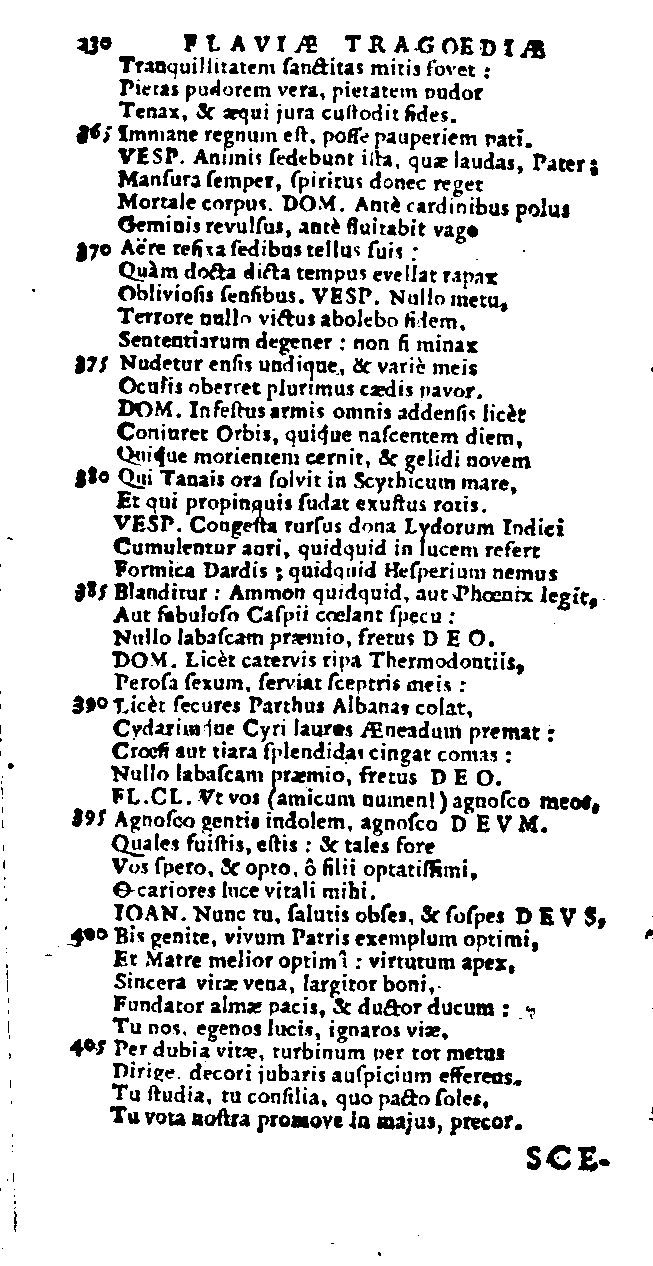 230 FLAVIÆ TRAGOEDIÆ
Tranquillitatem ſanctitas mitis fovet :
Pietas pudorem vera, pietatem pudor
Tenax, & æqui jura cuſtodit fides.
365 Immane regnum eſt, poſſe pauperiem pati.
VESP. Animis ſedebunt iſta, quæ laudas, Pater;
Manſura ſemper, ſpiritus donec reget
Mortale corpus. DOM. Antè cardinibus polus
Geminis revulſus, antè fluitabit vago
370 Aëre refixa ſedibus tellus ſuis :
Quàm docta dicta tempus evellat rapax
Oblivioſis ſenſibus. VESP. Nullo metu,
Terrore nullo victus abolebo fidem,
Sententiarum degener : non ſi minax
375 Nudetur enſis undique, & variè meis
Oculis oberret plurimus cædis pavor.
DOM. Infeſtus armis omnis addenſis licèt
Coniuret Orbis, quique naſcentem diem,
Quique morientem cernit, & gelidi novem
380 Qui Tanais ora ſolvit in Scythicum mare,
Et qui propinquis ſudat exuſtus rotis.
VESP. Congeſta rurſus dona Lydorum Indici
Cumulentur auri, quidquid in lucem refert
Formica Dardis ; quidquid Heſperium nemus
385 Blanditur : Ammon quidquid, aut Phœnix legit,
Aut fabuloſo Caſpii cœlant ſpecu :
Nullo labaſcam præmio, fretus D E O.
DOM. Licèt catervis ripa Thermodontiis,
Peroſa ſexum, ſerviat ſceptris meis :
390 Licèt ſecures Parthus Albanas colat,
Cydarimque Cyri laurus Æneadum premat :
Crœſi aut tiara ſplendidas cingat comas :
Nullo labaſcam præmio, fretus D E O.
FL.CL. Vt vos (amicum numen!) agnoſco meos,
395 Agnoſco gentis indolem, agnoſco D E V M.
Quales fuiſtis, eſtis : & tales fore
Vos ſpero, & opto, ô filii optatiſſimi,
O cariores luce vitali mihi.
IOAN. Nunc tu, ſalutis obſes, & ſoſpes D E V S,
400 Bis genite, vivum Patris exemplum optimi,
Et Matre melior optimâ : virtutum apex,
Sincera vitæ vena, largitor boni,
Fundator almæ pacis, & ductor ducum :
Tu nos, egenos lucis, ignaros viæ,
405 Per dubia vitæ, turbinum per tot metus
Dirige, decori jubaris auſpicium efferens.
Tu ſtudia, tu conſilia, quo pacto ſoles,
Tu vota noſtra promove in majus, precor.
SCE-